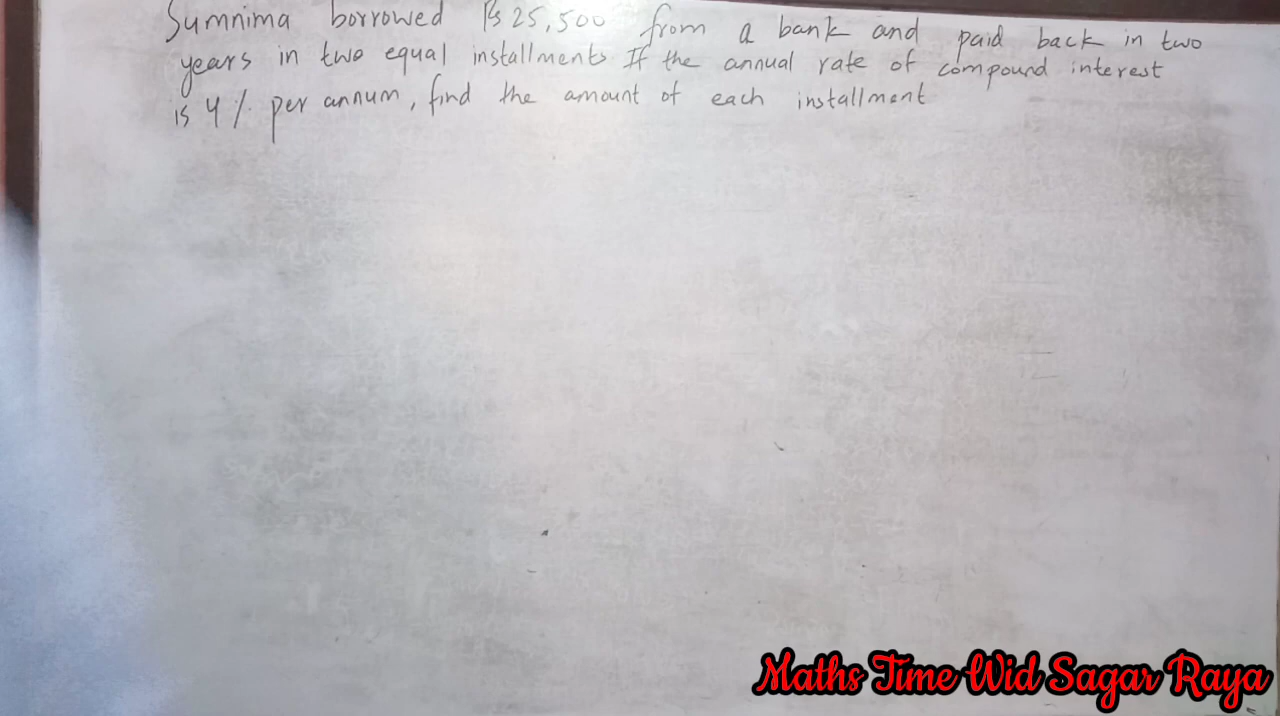 Sumnima borrowed Rs 25,500 from a bank and paid back in two
years in two equal installments If the annual rate of compound interest
is 4% per annum, find the amount of each installment
Maths Time Wid Sagar Raya